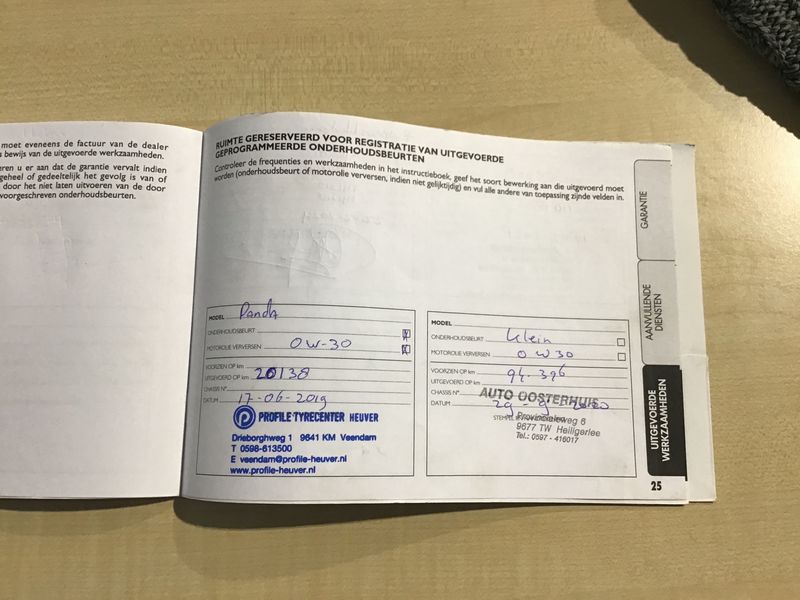 moet eveneens de factuur van de dealer
s bewijs van de uitgevoerde werkzaamheden.
eren u er aan dat de garantie vervalt indien
geheel of gedeeltelijk het gevolg is van of
door het niet laten uitvoeren van de door
voorgeschreven onderhoudsbeurten.
RUIMTE GERESERVEERD VOOR REGISTRATIE VAN UITGEVOERDE
GEPROGRAMMEERDE ONDERHOUDSBEURTEN
Controleer de frequenties en werkzaamheden in het instructieboek, geef het soort bewerking aan die uitgevoerd moet
worden (onderhoudsbeurt of motorolie verversen, indien niet gelijktijdig) en vul alle andere van toepassing zijnde velden in.
MODEL Panda
ONDERHOUDSBEURT X
MOTOROLIE VERVERSEN 0W-30 X
VOORZIEN OP km
UITGEVOERD OP km 20138
CHASSIS N°
DATUM 17-06-2019
PROFILE TYRECENTER HEUVER
Drieborghweg 1 9641 KM Veendam
T 0598-613500
E veendam@profile-heuver.nl
www.profile-heuver.nl
MODEL
ONDERHOUDSBEURT Klein
MOTOROLIE VERVERSEN 0W30
VOORZIEN OP km
UITGEVOERD OP km 94.396
CHASSIS N°
DATUM 29-9-2020
AUTO OOSTERHUIS
Provincialeweg 6
9677 TW Heiligerlee
Tel.: 0597 - 416017
GARANTIE
AANVULLENDE
DIENSTEN
UITGEVOERDE
WERKZAAMHEDEN
25